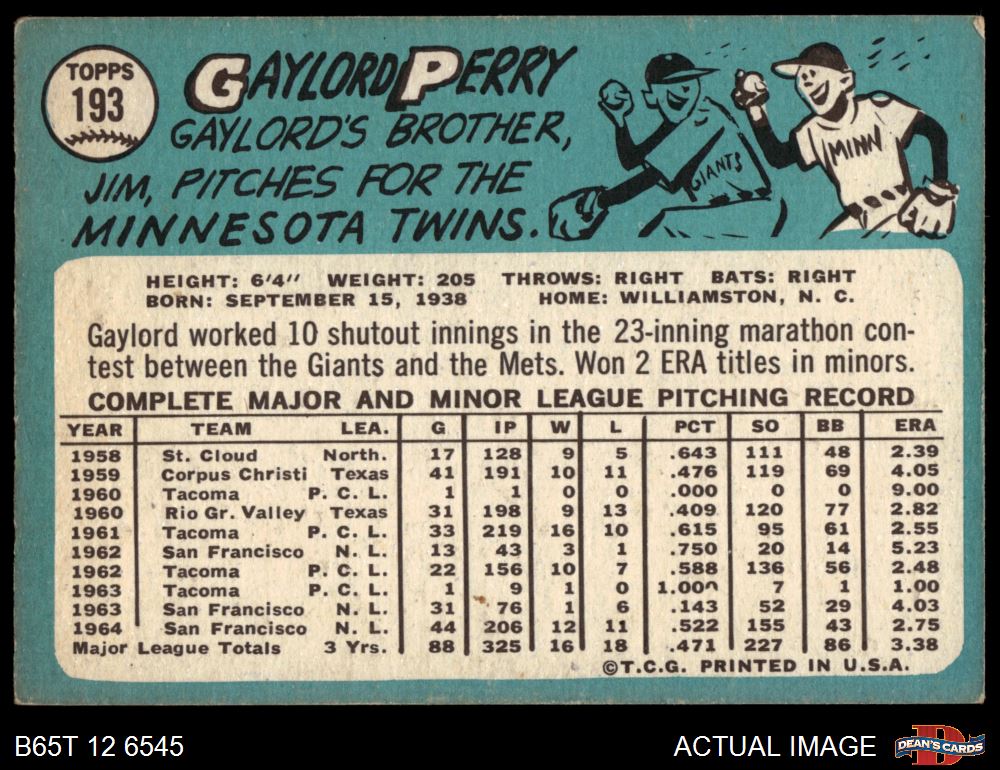 TOPPS
193
GAYLORD PERRY
GAYLORD'S BROTHER,
JIM, PITCHES FOR THE
MINNESOTA TWINS.
GIANTS
MINN
HEIGHT: 6'4" WEIGHT: 205 THROWS: RIGHT BATS: RIGHT
BORN: SEPTEMBER 15, 1938 HOME: WILLIAMSTON, N. C.
Gaylord worked 10 shutout innings in the 23-inning marathon con-
test between the Giants and the Mets. Won 2 ERA titles in minors.
COMPLETE MAJOR AND MINOR LEAGUE PITCHING RECORD
YEAR TEAM LEA. G IP W L PCT SO BB ERA
1958 St. Cloud North. 17 128 9 5 .643 111 48 2.39
1959 Corpus Christi Texas 41 191 10 11 .476 119 69 4.05
1960 Tacoma P. C. L. 1 1 0 0 .000 0 0 9.00
1960 Rio Gr. Valley Texas 31 198 9 13 .409 120 77 2.82
1961 Tacoma P. C. L. 33 219 16 10 .615 95 61 2.55
1962 San Francisco N. L. 13 43 3 1 .750 20 14 5.23
1962 Tacoma P. C. L. 22 156 10 7 .588 136 56 2.48
1963 Tacoma P. C. L. 1 9 1 0 1.000 7 1 1.00
1963 San Francisco N. L. 31 76 1 6 .143 52 29 4.03
1964 San Francisco N. L. 44 206 12 11 .522 155 43 2.75
Major League Totals 3 Yrs. 88 325 16 18 .471 227 86 3.38
©T.C.G. PRINTED IN U.S.A.
B65T 12 6545
ACTUAL IMAGE
D
DEAN'S CARDS